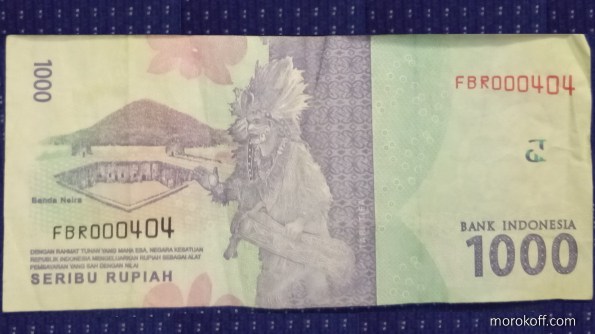 1000
FBR000404
Banda Neira
FBR000404
DENGAN RAHMAT TUHAN YANG MAHA ESA, NEGARA KESATUAN
REPUBLIK INDONESIA MENGELUARKAN RUPIAH SEBAGAI ALAT
PEMBAYARAN YANG SAH DENGAN NILAI
SERIBU RUPIAH
BANK INDONESIA
1000
morokoff.com